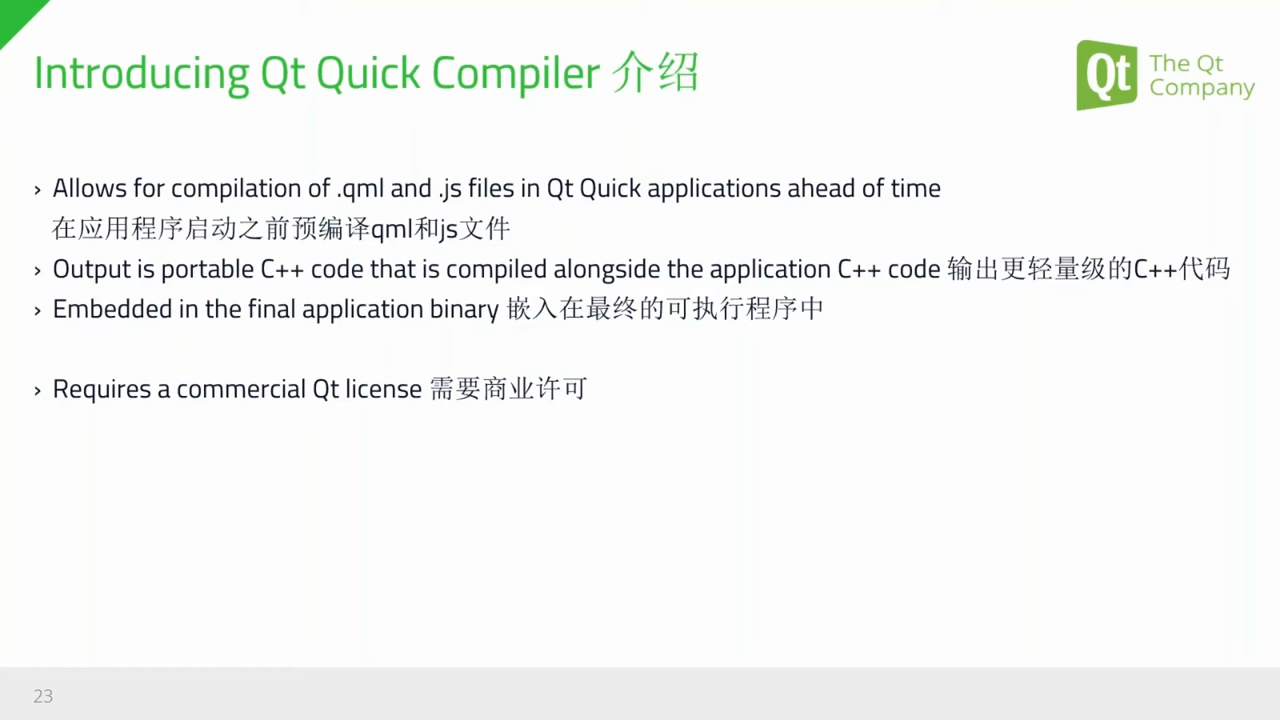 Introducing Qt Quick Compiler 介绍
Qt The Qt Company
› Allows for compilation of .qml and .js files in Qt Quick applications ahead of time
在应用程序启动之前预编译qml和js文件
› Output is portable C++ code that is compiled alongside the application C++ code 输出更轻量级的C++代码
› Embedded in the final application binary 嵌入在最终的可执行程序中
› Requires a commercial Qt license 需要商业许可
23